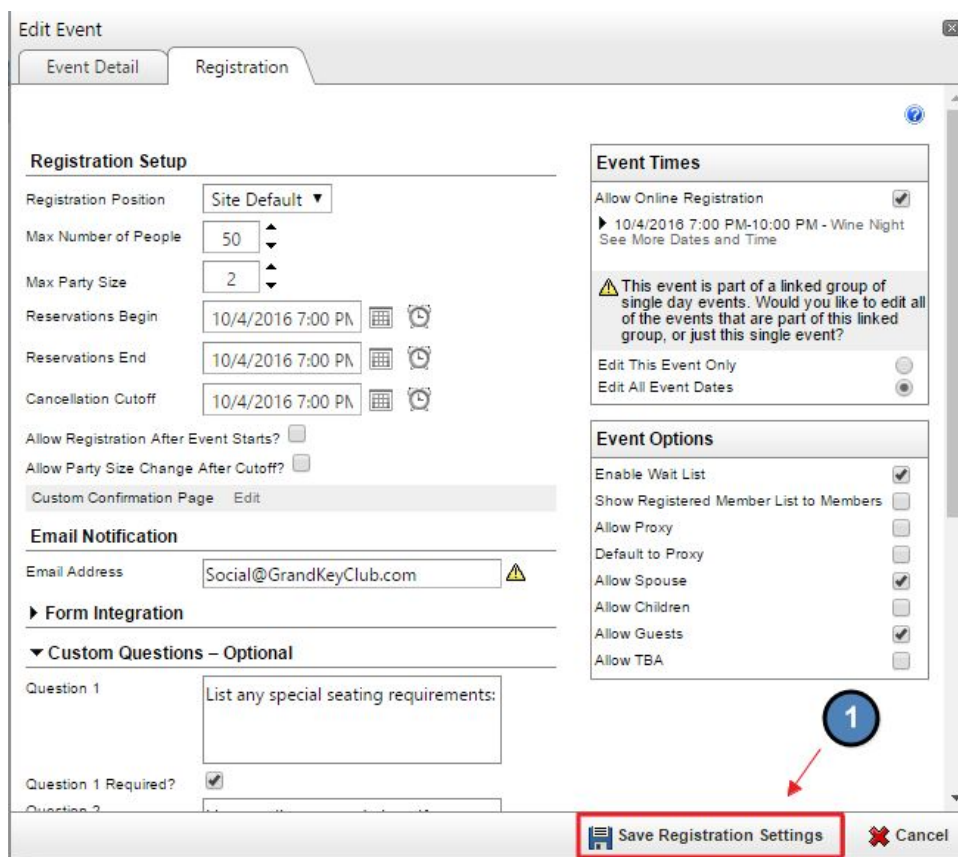 Edit Event
Event Detail
Registration
Registration Setup
Registration Position
Site Default
Max Number of People
50
Max Party Size
2
Reservations Begin
10/4/2016 7:00 PM
Reservations End
10/4/2016 7:00 PM
Cancellation Cutoff
10/4/2016 7:00 PM
Allow Registration After Event Starts?
Allow Party Size Change After Cutoff?
Custom Confirmation Page Edit
Email Notification
Email Address
Social@GrandKeyClub.com
Form Integration
Custom Questions – Optional
Question 1
List any special seating requirements:
Question 1 Required?
Question 2
Event Times
Allow Online Registration
10/4/2016 7:00 PM-10:00 PM - Wine Night
See More Dates and Time
This event is part of a linked group of
single day events. Would you like to edit all
of the events that are part of this linked
group, or just this single event?
Edit This Event Only
Edit All Event Dates
Event Options
Enable Wait List
Show Registered Member List to Members
Allow Proxy
Default to Proxy
Allow Spouse
Allow Children
Allow Guests
Allow TBA
1
Save Registration Settings
Cancel